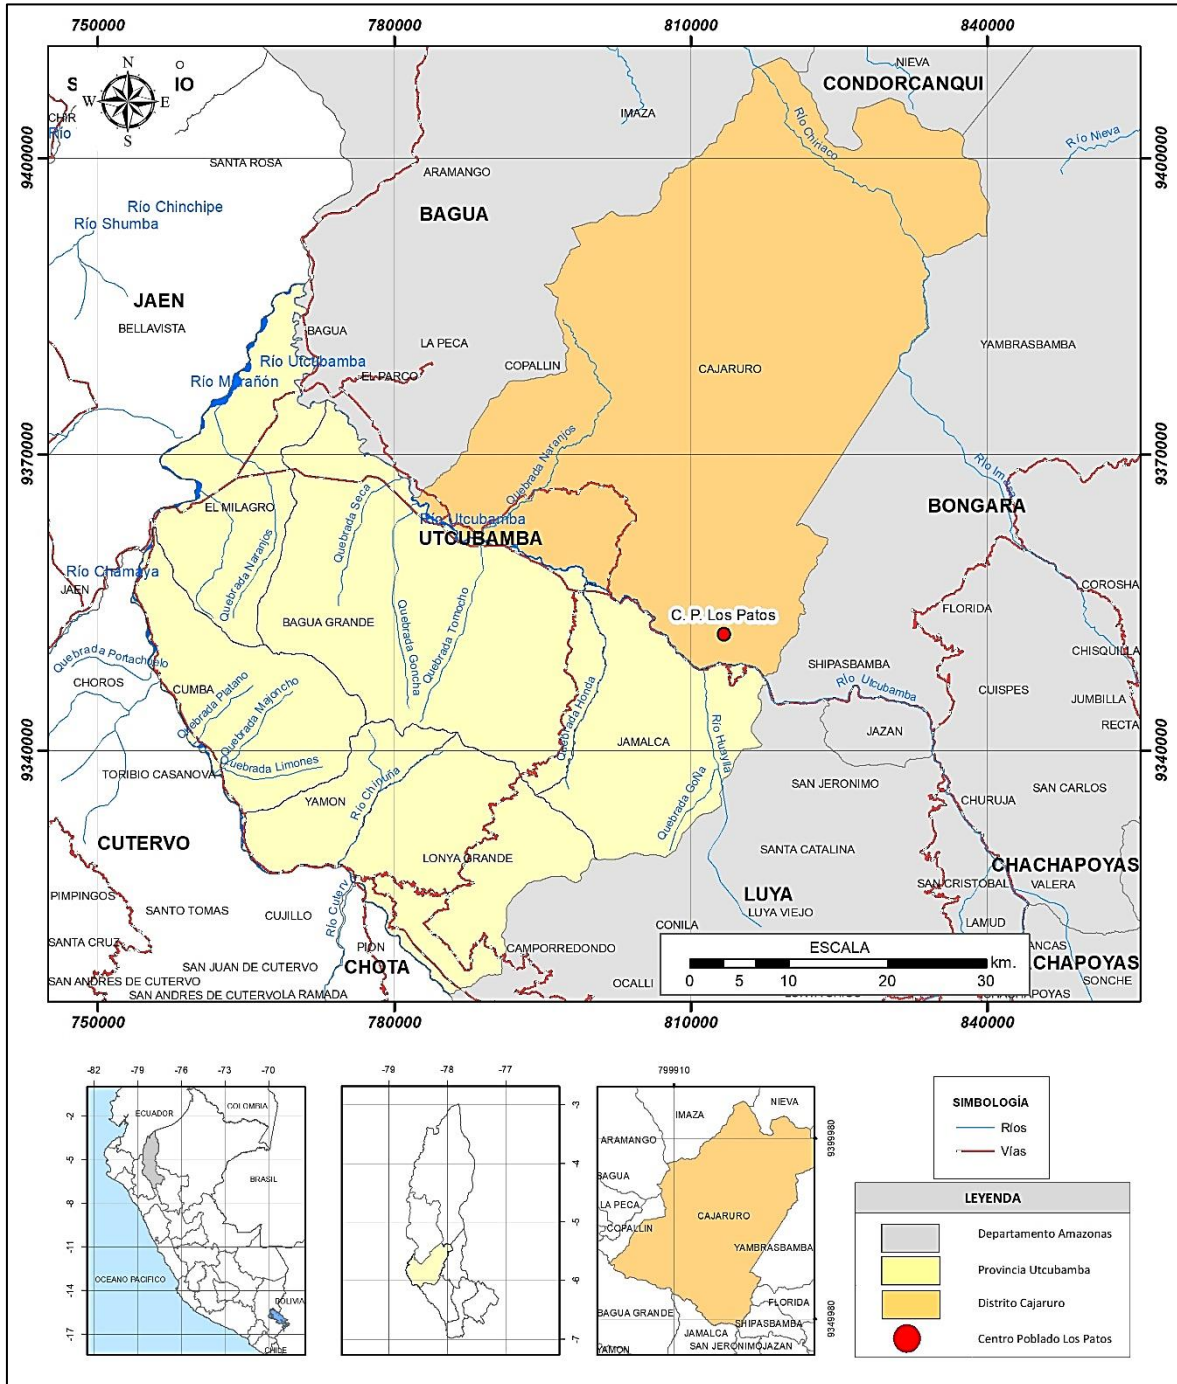 750000
780000
810000
840000
N
W
E
S
S
O
IO
CHIR
Río
NIEVA
CONDORCANQUI
IMAZA
Río Chiriaco
Río Nieva
9400000
9400000
SANTA ROSA
ARAMANGO
BAGUA
Río Chinchipe
Río Shumba
JAEN
BELLAVISTA
BAGUA
LA PECA
YAMBRASBAMBA
Río Utcubamba
EL PARCO
COPALLIN
CAJARURO
Río Marañón
9370000
9370000
Quebrada Naranjos
Río Imaza
Quebrada Seca
EL MILAGRO
Río Utcubamba
UTCUBAMBA
BONGARA
Río Chamaya
JAEN
Quebrada Naranjos
COROSHA
FLORIDA
C. P. Los Patos
BAGUA GRANDE
Quebrada Goncha
Quebrada Tomocho
Quebrada Portachuelo
CHOROS
CUMBA
Quebrada Platano
Quebrada Majoncho
Quebrada Limones
SHIPASBAMBA
CHISQUILLA
Río Utcubamba
CUISPES
JUMBILLA
RECTA
Quebrada Honda
Río Huaylla
JAMALCA
JAZAN
9340000
9340000
TORIBIO CASANOVA
Quebrada Goña
SAN JERONIMO
SAN CARLOS
YAMON
Río Chipuña
CHURUJA
CUTERVO
LONYA GRANDE
SANTA CATALINA
CHACHAPOYAS
PIMPINGOS
SAN CRISTOBAL
VALERA
LUYA
LUYA VIEJO
SANTO TOMAS
CUJILLO
Río Cuterv
CONILA
LAMUD
SANTA CRUZ
PION
CAMPORREDONDO
ANCAS
CHAPOYAS
SAN JUAN DE CUTERVO
CHOTA
SAN ANDRES DE CUTERVO
OCALLI
SONCHE
SAN ANDRES DE CUTERVO
LA RAMADA
CHACHAPOYAS
ESCALA
0 5 10 20 30 km.
750000
780000
810000
840000
-82 -79 -76 -73 -70
-2
-5
-8
-11
-14
-17
ECUADOR
COLOMBIA
BRASIL
OCEANO PACIFICO
BOLIVIA
CHILE
-79 -78 -77
-3
-4
-5
-6
-7
799910
9399980
9349980
IMAZA
NIEVA
ARAMANGO
BAGUA
LA PECA
COPALLIN
CAJARURO
YAMBRASBAMBA
FLORIDA
BAGUA GRANDE
SHIPASBAMBA
JAMALCA
YAMON
SAN JERONIMO
JAZAN
SIMBOLOGÍA
Ríos
Vías
LEYENDA
Departamento Amazonas
Provincia Utcubamba
Distrito Cajaruro
Centro Poblado Los Patos